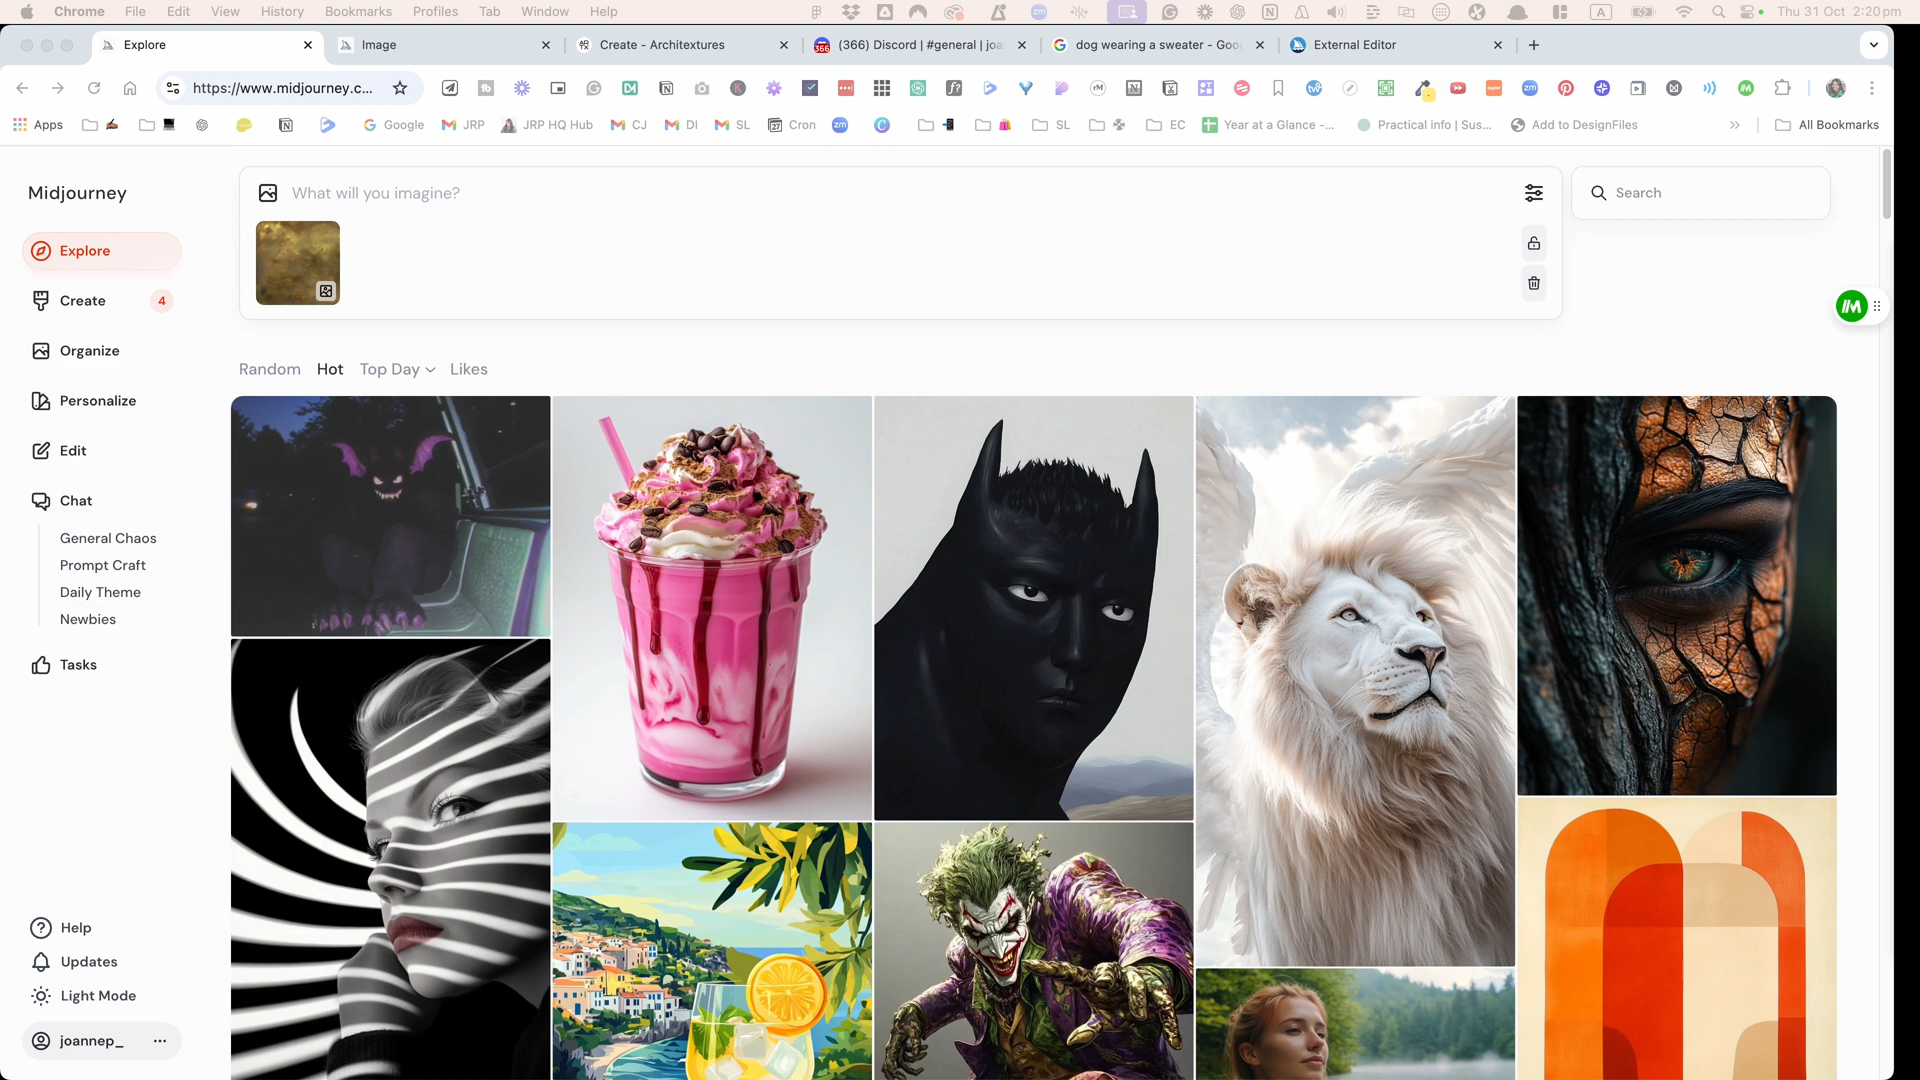 Chrome File Edit View History Bookmarks Profiles Tab Window Help Thu 31 Oct 2:20 pm
Explore Image Create - Architextures (366) Discord | #general | joa dog wearing a sweater - Goo External Editor
https://www.midjourney.c...
Apps Google JRP JRP HQ Hub CJ DI SL Cron SL EC Year at a Glance -... Practical info | Sus... Add to DesignFiles All Bookmarks
Midjourney
What will you imagine?
Search
Explore
Create 4
Organize
Personalize
Edit
Chat
General Chaos
Prompt Craft
Daily Theme
Newbies
Tasks
Random Hot Top Day Likes
Help
Updates
Light Mode
joannep_